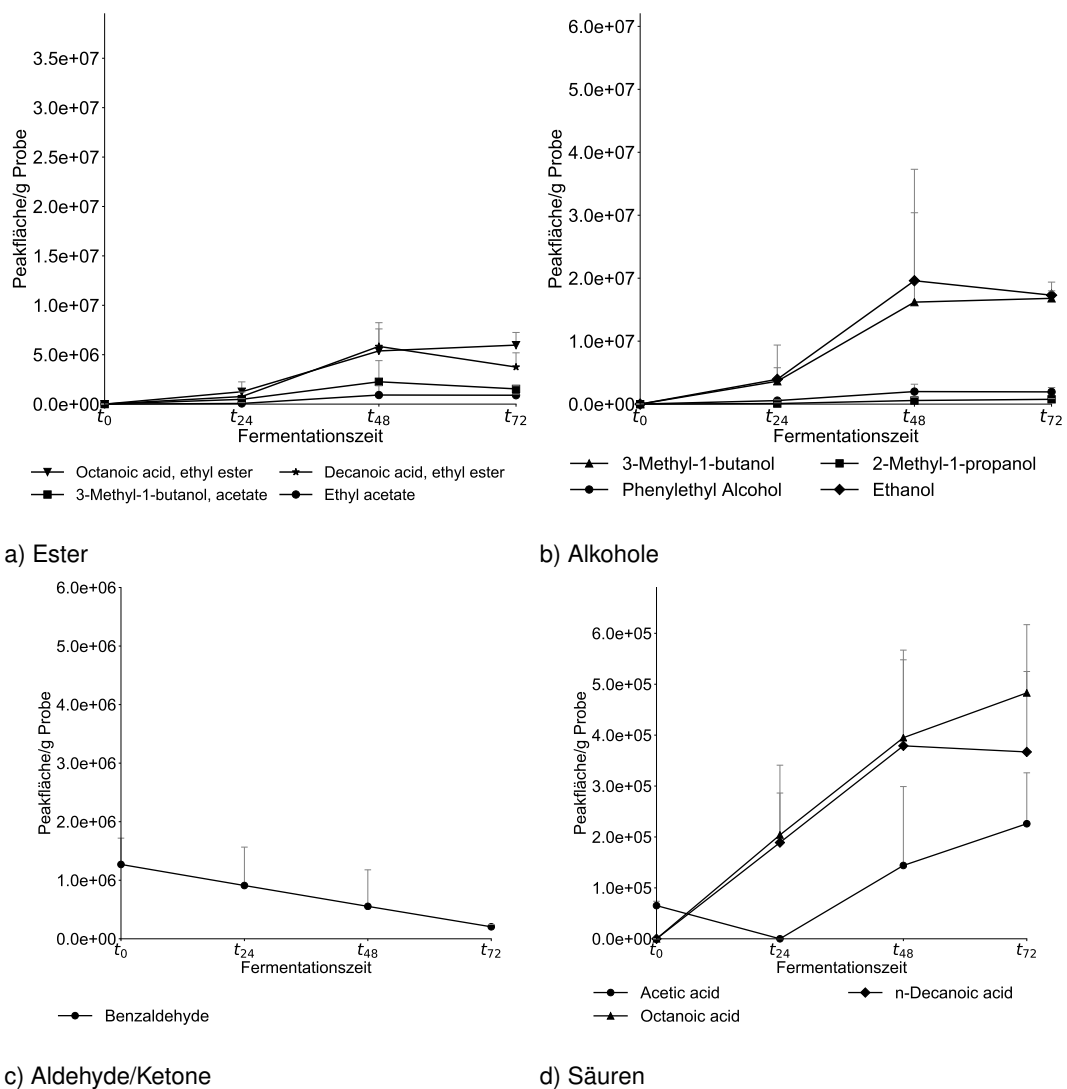 3.5e+07
3.0e+07
2.5e+07
2.0e+07
1.5e+07
1.0e+07
5.0e+06
0.0e+00
Peakfläche/g Probe
t0 t24 t48 t72
Fermentationszeit
Octanoic acid, ethyl ester Decanoic acid, ethyl ester
3-Methyl-1-butanol, acetate Ethyl acetate
a) Ester
6.0e+07
5.0e+07
4.0e+07
3.0e+07
2.0e+07
1.0e+07
0.0e+00
Peakfläche/g Probe
t0 t24 t48 t72
Fermentationszeit
3-Methyl-1-butanol 2-Methyl-1-propanol
Phenylethyl Alcohol Ethanol
b) Alkohole
6.0e+06
5.0e+06
4.0e+06
3.0e+06
2.0e+06
1.0e+06
0.0e+00
Peakfläche/g Probe
t0 t24 t48 t72
Fermentationszeit
Benzaldehyde
c) Aldehyde/Ketone
6.0e+05
5.0e+05
4.0e+05
3.0e+05
2.0e+05
1.0e+05
0.0e+00
Peakfläche/g Probe
t0 t24 t48 t72
Fermentationszeit
Acetic acid n-Decanoic acid
Octanoic acid
d) Säuren